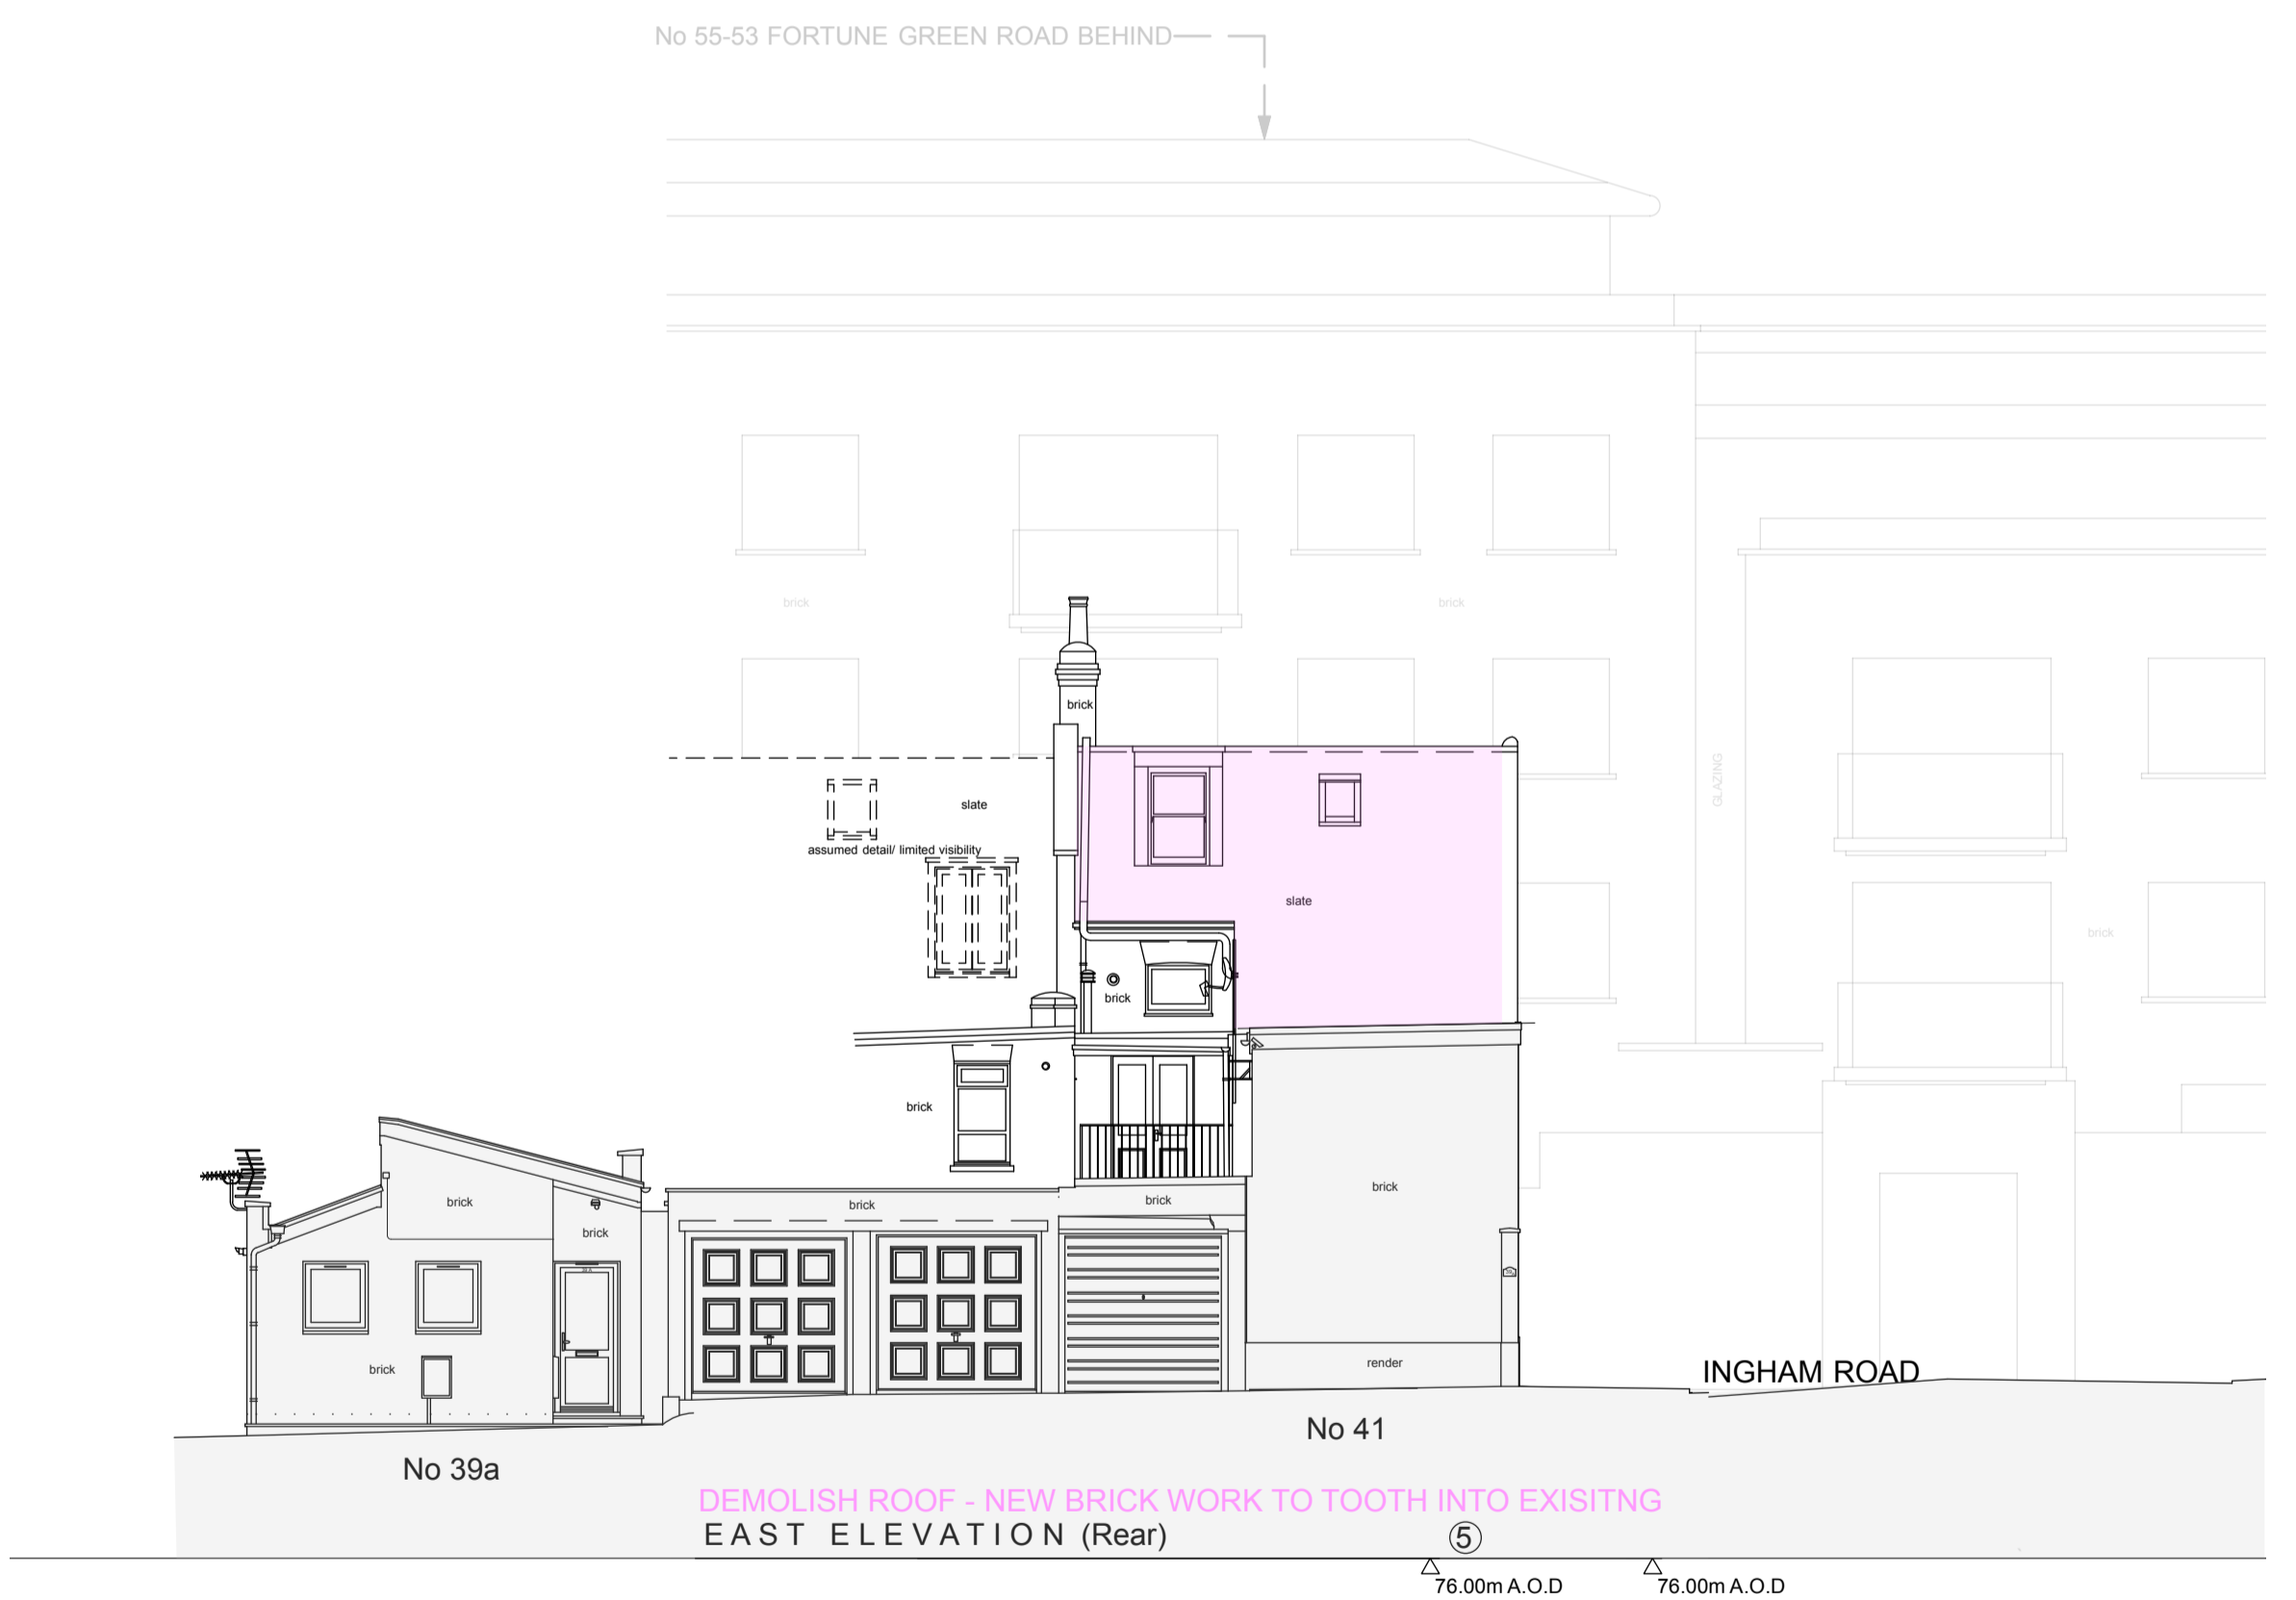 No 55-53 FORTUNE GREEN ROAD BEHIND
brick
brick
brick
GLAZING
slate
assumed detail/ limited visibility
slate
brick
brick
brick
brick
brick
brick
brick
brick
brick
render
39 A
INGHAM ROAD
No 41
No 39a
DEMOLISH ROOF - NEW BRICK WORK TO TOOTH INTO EXISITNG
EAST ELEVATION (Rear)
5
76.00m A.O.D
76.00m A.O.D